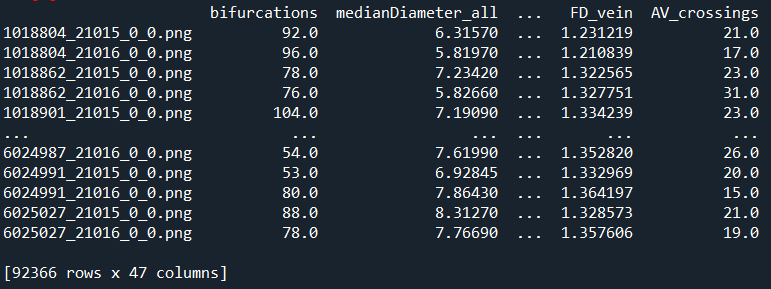 bifurcations medianDiameter_all ... FD_vein AV_crossings
1018804_21015_0_0.png 92.0 6.31570 ... 1.231219 21.0
1018804_21016_0_0.png 96.0 5.81970 ... 1.210839 17.0
1018862_21015_0_0.png 78.0 7.23420 ... 1.322565 23.0
1018862_21016_0_0.png 76.0 5.82660 ... 1.327751 31.0
1018901_21015_0_0.png 104.0 7.19090 ... 1.334239 23.0
... ... ... ... ... ...
6024987_21016_0_0.png 54.0 7.61990 ... 1.352820 26.0
6024991_21015_0_0.png 53.0 6.92845 ... 1.332969 20.0
6024991_21016_0_0.png 80.0 7.86430 ... 1.364197 15.0
6025027_21015_0_0.png 88.0 8.31270 ... 1.328573 21.0
6025027_21016_0_0.png 78.0 7.76690 ... 1.357606 19.0
[92366 rows x 47 columns]